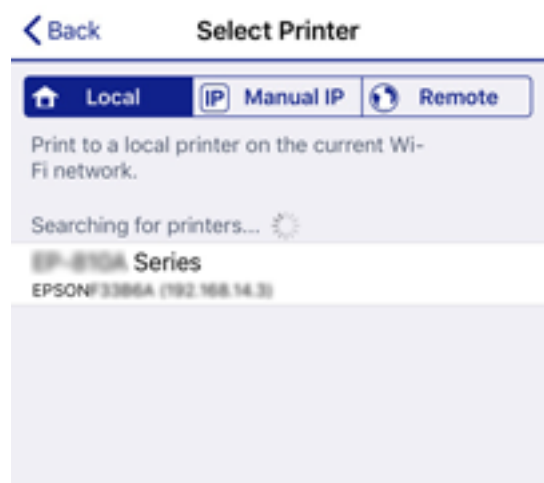 Back Select Printer
Local IP Manual IP Remote
Print to a local printer on the current Wi-
Fi network.
Searching for printers...
Series
EPSON